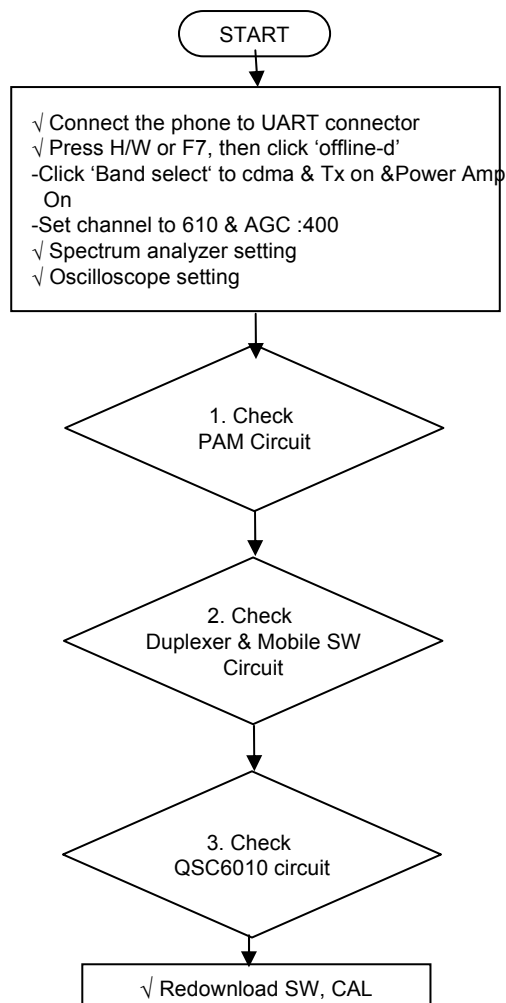 START
√ Connect the phone to UART connector
√ Press H/W or F7, then click ‘offline-d’
-Click ‘Band select‘ to cdma & Tx on &Power Amp
On
-Set channel to 610 & AGC :400
√ Spectrum analyzer setting
√ Oscilloscope setting
1. Check
PAM Circuit
2. Check
Duplexer & Mobile SW
Circuit
3. Check
QSC6010 circuit
√ Redownload SW, CAL